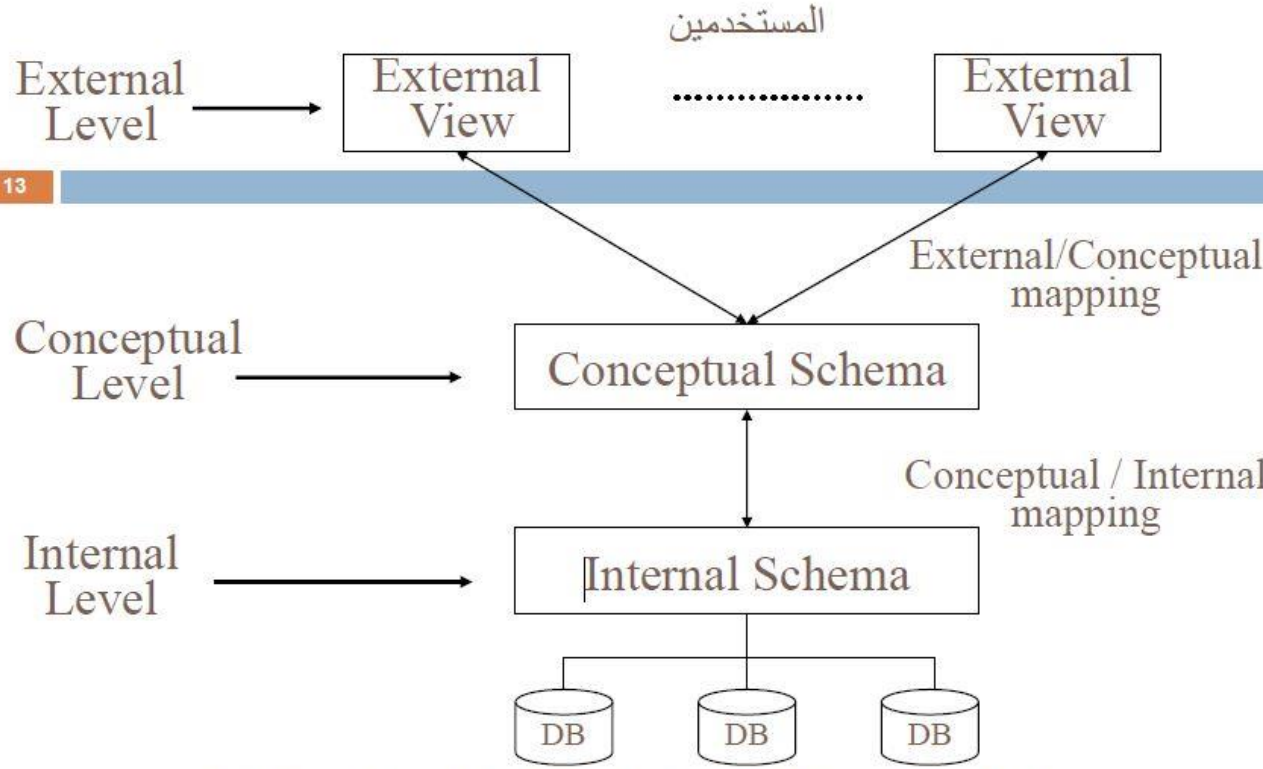 المستخدمين
External
Level
External
View
External
View
13
External/Conceptual
mapping
Conceptual
Level
Conceptual Schema
Conceptual / Internal
mapping
Internal
Level
Internal Schema
DB
DB
DB